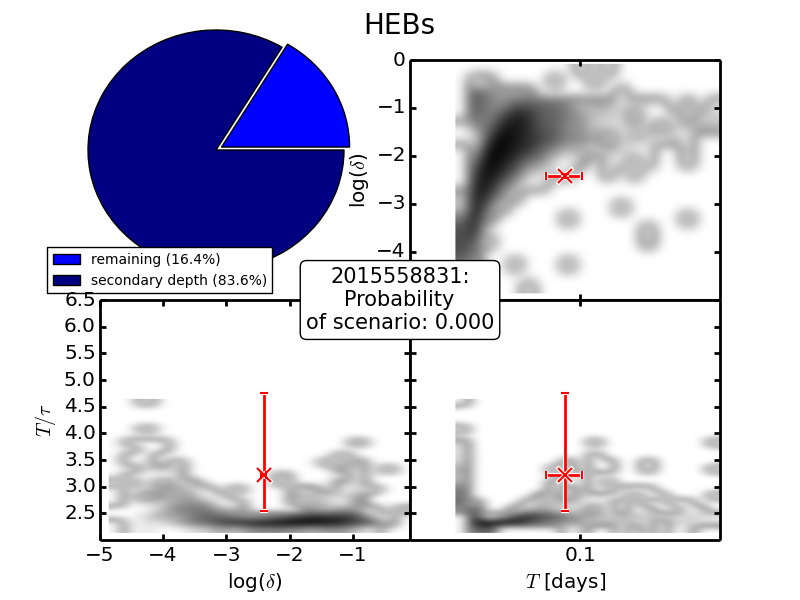 HEBs
0
−1
−2
−3
−4
log(δ)
remaining (16.4%)
secondary depth (83.6%)
2015558831:
Probability
of scenario: 0.000
6.5
6.0
5.5
5.0
4.5
4.0
3.5
3.0
2.5
T/τ
−5 −4 −3 −2 −1
log(δ)
0.1
T [days]